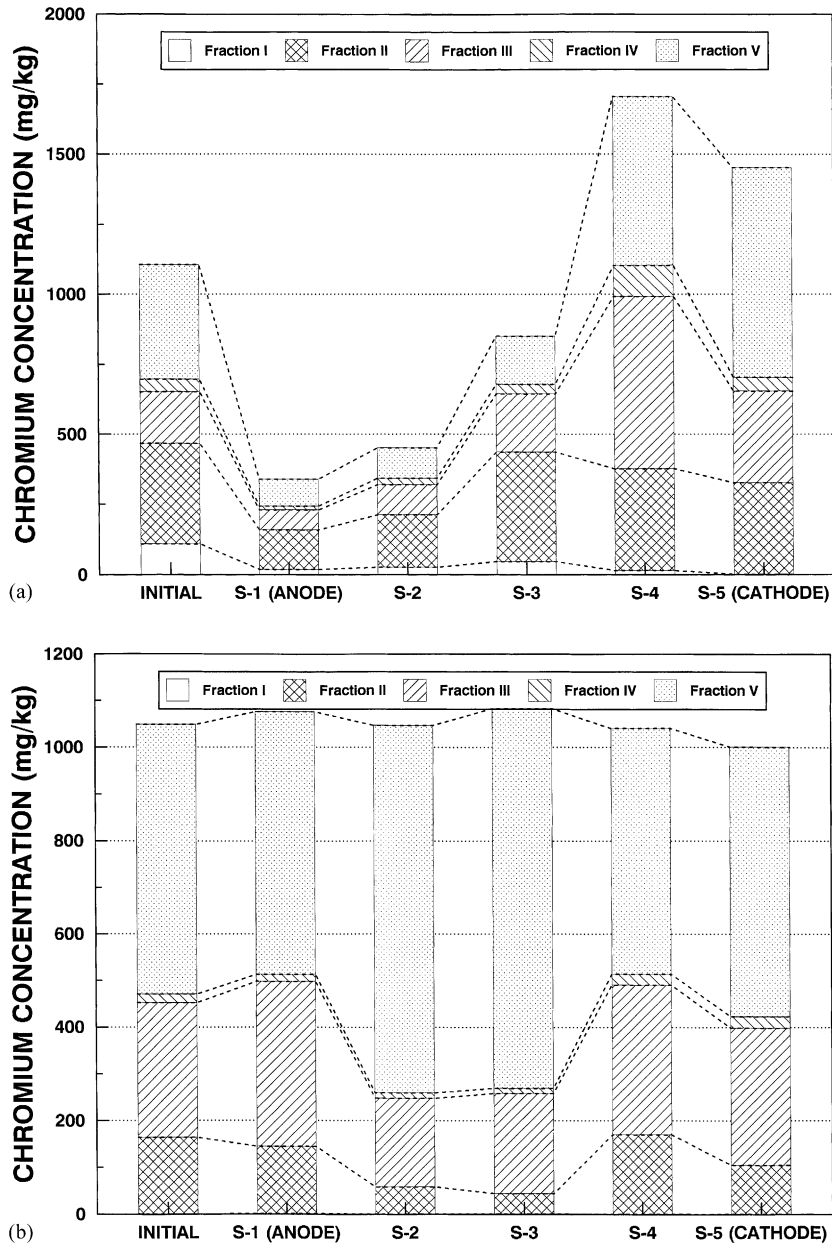 2000
Fraction I Fraction II Fraction III Fraction IV Fraction V
1500
1000
500
0
CHROMIUM CONCENTRATION (mg/kg)
(a)
INITIAL S-1 (ANODE) S-2 S-3 S-4 S-5 (CATHODE)
1200
Fraction I Fraction II Fraction III Fraction IV Fraction V
1000
800
600
400
200
0
CHROMIUM CONCENTRATION (mg/kg)
(b)
INITIAL S-1 (ANODE) S-2 S-3 S-4 S-5 (CATHODE)